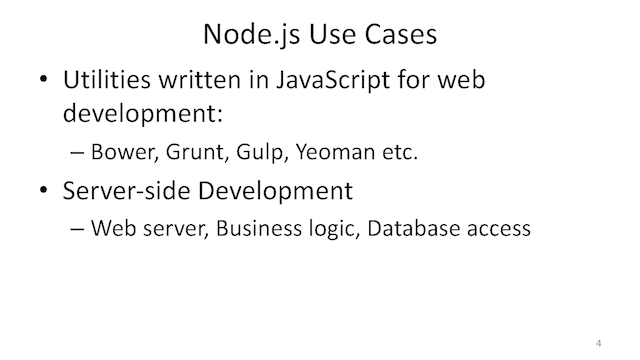 Node.js Use Cases
• Utilities written in JavaScript for web
development:
– Bower, Grunt, Gulp, Yeoman etc.
• Server-side Development
– Web server, Business logic, Database access
4